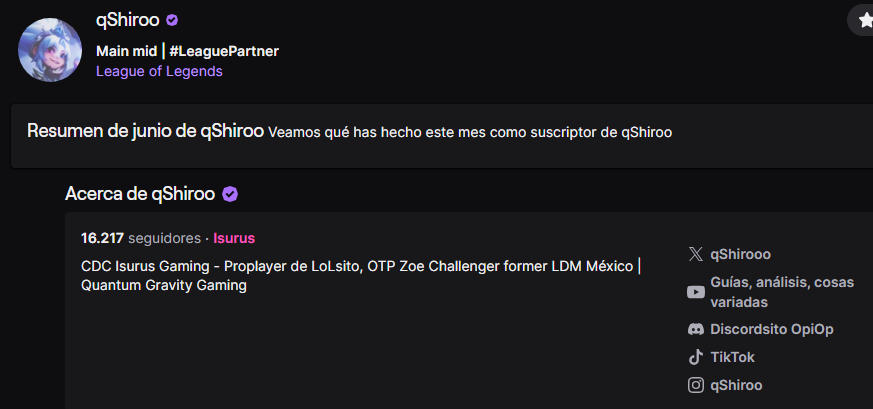 qShiroo
Main mid | #LeaguePartner
League of Legends
Resumen de junio de qShiroo Veamos qué has hecho este mes como suscriptor de qShiroo
Acerca de qShiroo
16.217 seguidores · Isurus
CDC Isurus Gaming - Proplayer de LoLsito, OTP Zoe Challenger former LDM México |
Quantum Gravity Gaming
qShirooo
Guías, análisis, cosas
variadas
Discordsito OpiOp
TikTok
qShiroo